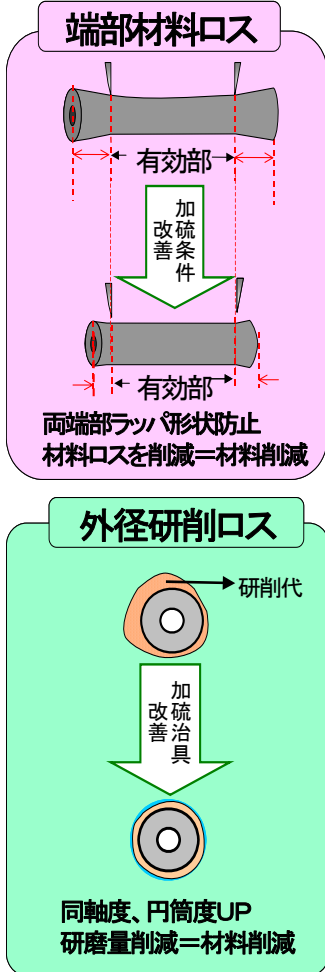 端部材料ロス
有効部
加硫条件
改善
有効部
両端部ラッパ形状防止
材料ロスを削減＝材料削減
外径研削ロス
研削代
加硫治具
改善
同軸度、円筒度UP
研磨量削減＝材料削減